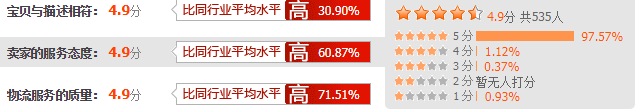 宝贝与描述相符： 4.9分 比同行业平均水平 高 30.90%
卖家的服务态度： 4.9分 比同行业平均水平 高 60.87%
物流服务的质量： 4.9分 比同行业平均水平 高 71.51%
4.9分 共535人
5 分 97.57%
4 分 1.12%
3 分 0.37%
2 分 暂无人打分
1 分 0.93%